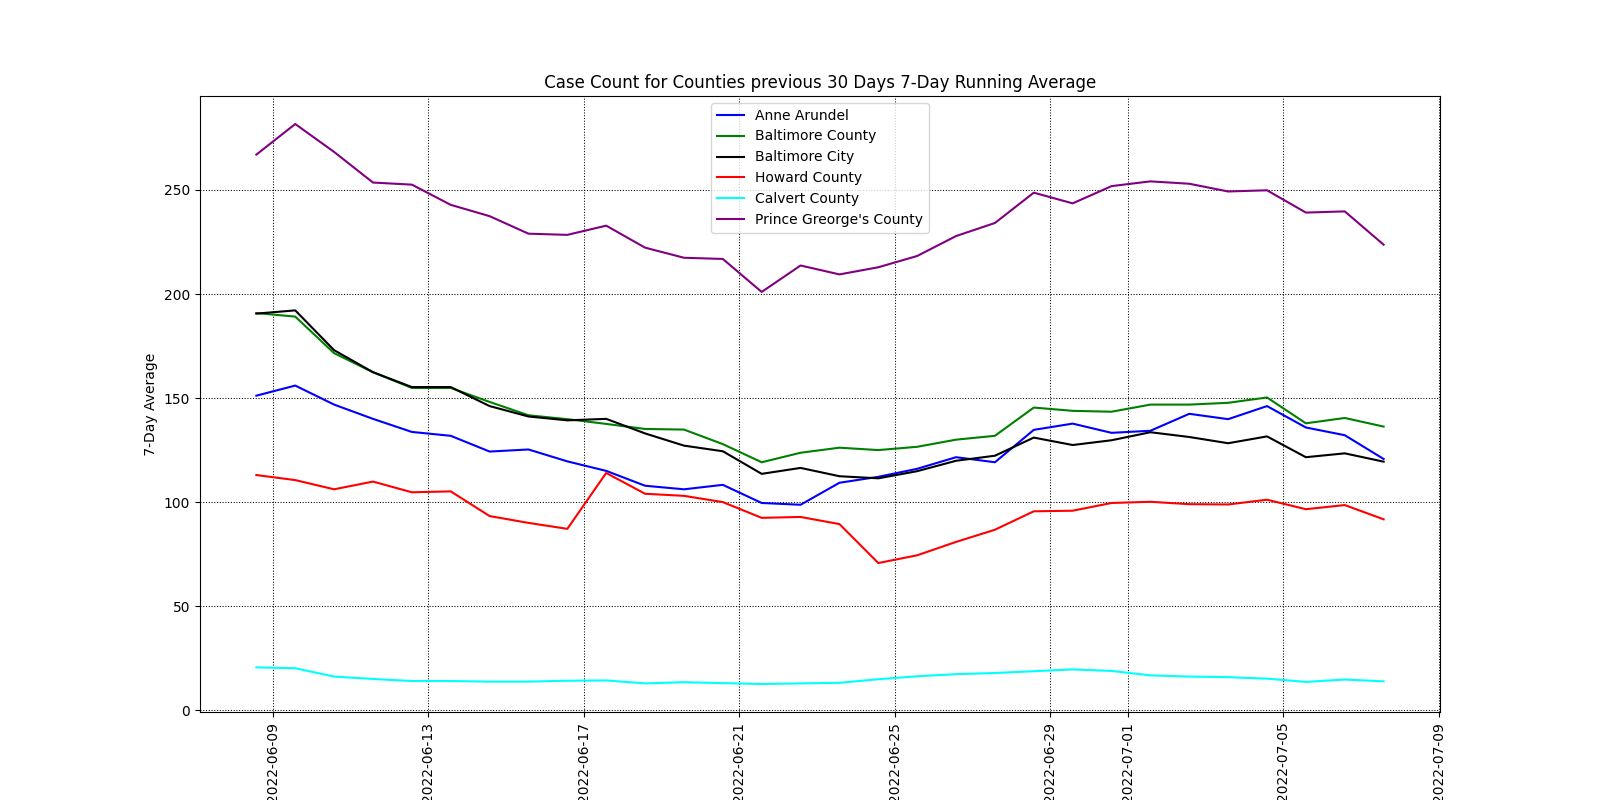 Case Count for Counties previous 30 Days 7-Day Running Average
Anne Arundel
Baltimore County
Baltimore City
Howard County
Calvert County
Prince Greorge's County
7-Day Average
250
200
150
100
50
0
2022-06-09
2022-06-13
2022-06-17
2022-06-21
2022-06-25
2022-06-29
2022-07-01
2022-07-05
2022-07-09